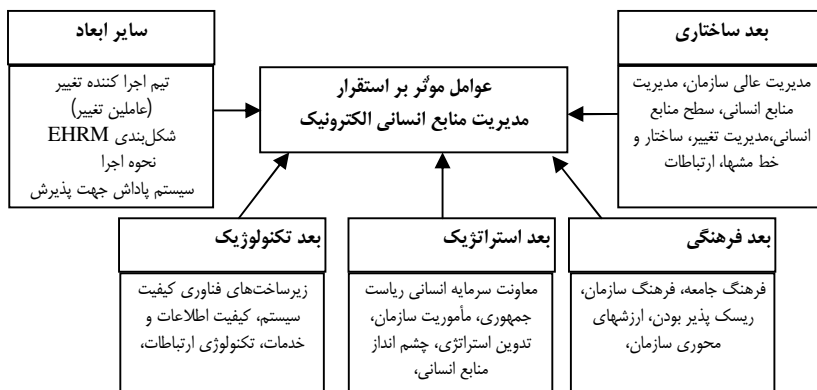 بعد ساختاری
مدیریت عالی سازمان، مدیریت
منابع انسانی، سطح منابع
انسانی،مدیریت تغییر، ساختار و
خط مشها، ارتباطات
عوامل موثر بر استقرار
مدیریت منابع انسانی الکترونیک
سایر ابعاد
تیم اجرا کننده تغییر
(عاملین تغییر)
شکل‌بندی EHRM
نحوه اجرا
سیستم پاداش جهت پذیرش
بعد فرهنگی
فرهنگ جامعه، فرهنگ سازمان،
ریسک پذیر بودن، ارزشهای
محوری سازمان،
بعد استراتژیک
معاونت سرمایه انسانی ریاست
جمهوری، مأموریت سازمان،
تدوین استراتژی، چشم انداز
منابع انسانی،
بعد تکنولوژیک
زیرساخت‌های فناوری کیفیت
سیستم، کیفیت اطلاعات و
خدمات، تکنولوژی ارتباطات،